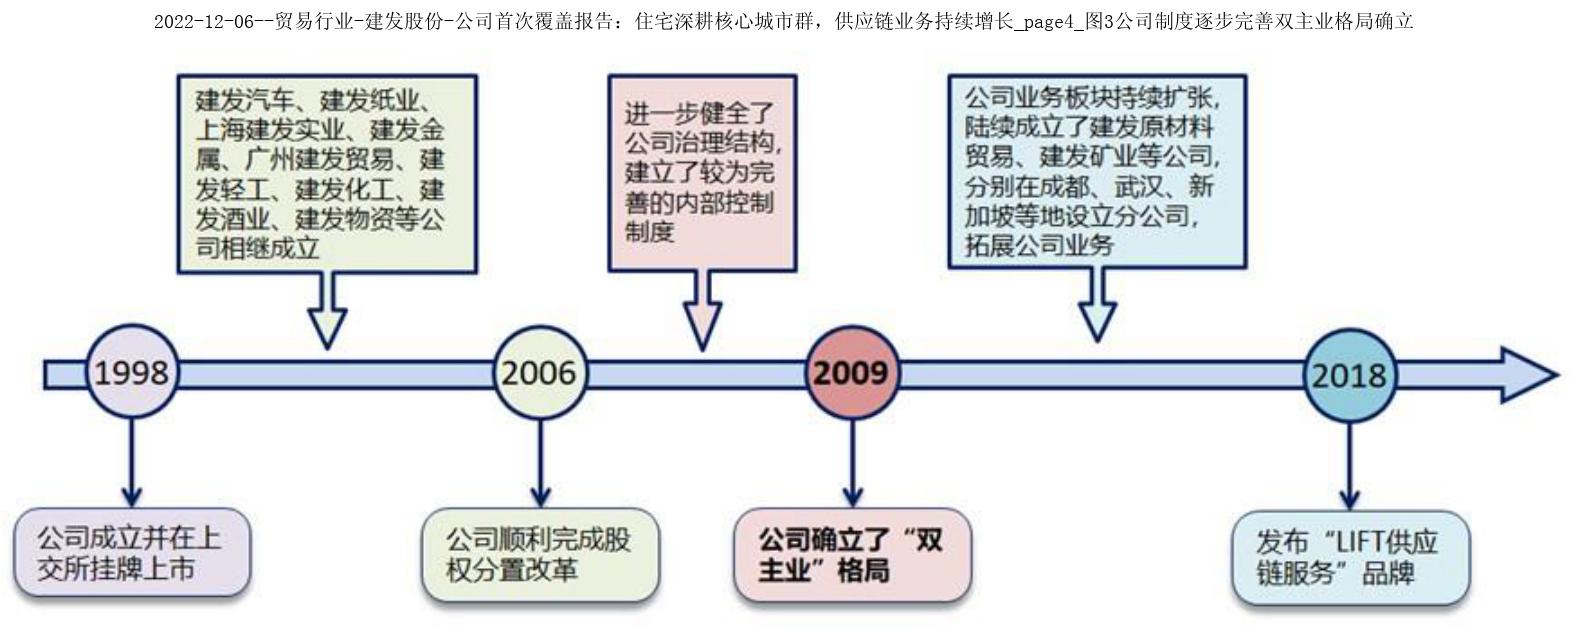 2022-12-06--贸易行业-建发股份-公司首次覆盖报告：住宅深耕核心城市群，供应链业务持续增长_page4_图3公司制度逐步完善双主业格局确立
建发汽车、建发纸业、
上海建发实业、建发金
属、广州建发贸易、建
发轻工、建发化工、建
发酒业、建发物资等公
司相继成立
进一步健全了
公司治理结构，
建立了较为完
善的内部控制
制度
公司业务板块持续扩张，
陆续成立了建发原材料
贸易、建发矿业等公司，
分别在成都、武汉、新
加坡等地设立分公司，
拓展公司业务
1998
2006
2009
2018
公司成立并在上
交所挂牌上市
公司顺利完成股
权分置改革
公司确立了“双
主业”格局
发布“LIFT供应
链服务”品牌